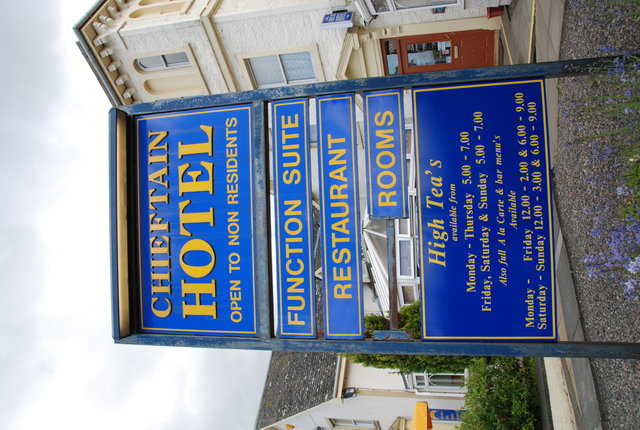 CHIEFTAIN
HOTEL
OPEN TO NON RESIDENTS
FUNCTION SUITE
RESTAURANT
ROOMS
High Tea's
available from
Monday - Thursday 5.00 - 7.00
Friday, Saturday & Sunday 5.00 - 7.00
Also full A la Carte & bar menu's
Available
Monday - Friday 12.00 - 2.00 & 6.00 - 9.00
Saturday - Sunday 12.00 - 3.00 & 6.00 - 9.00